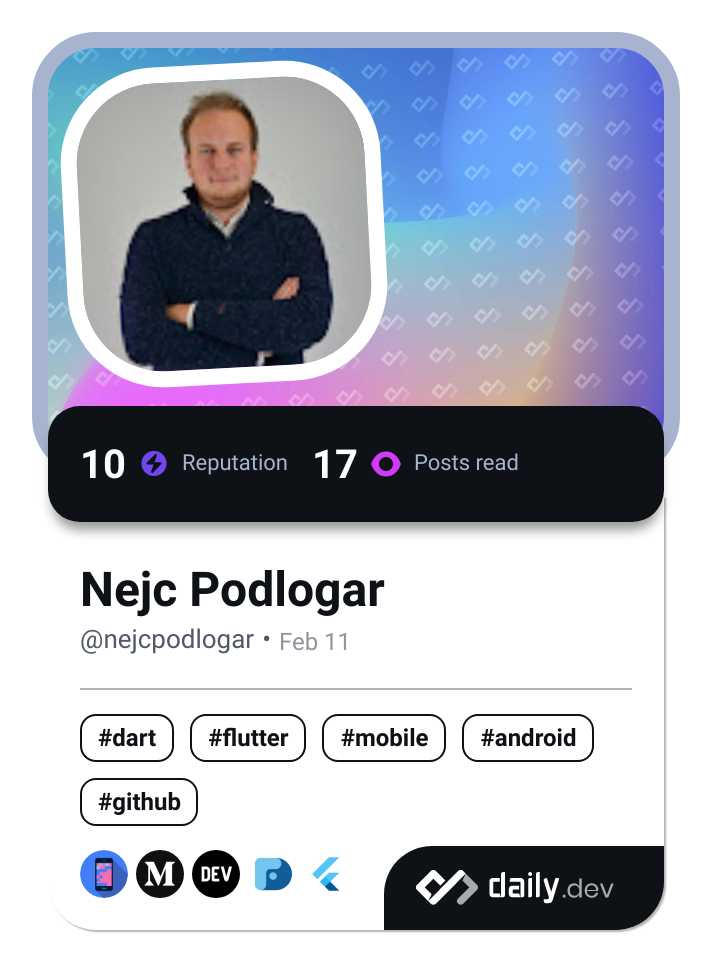 10 Reputation 17 Posts read
Nejc Podlogar
@nejcpodlogar • Feb 11
#dart #flutter #mobile #android
#github
M DEV daily.dev